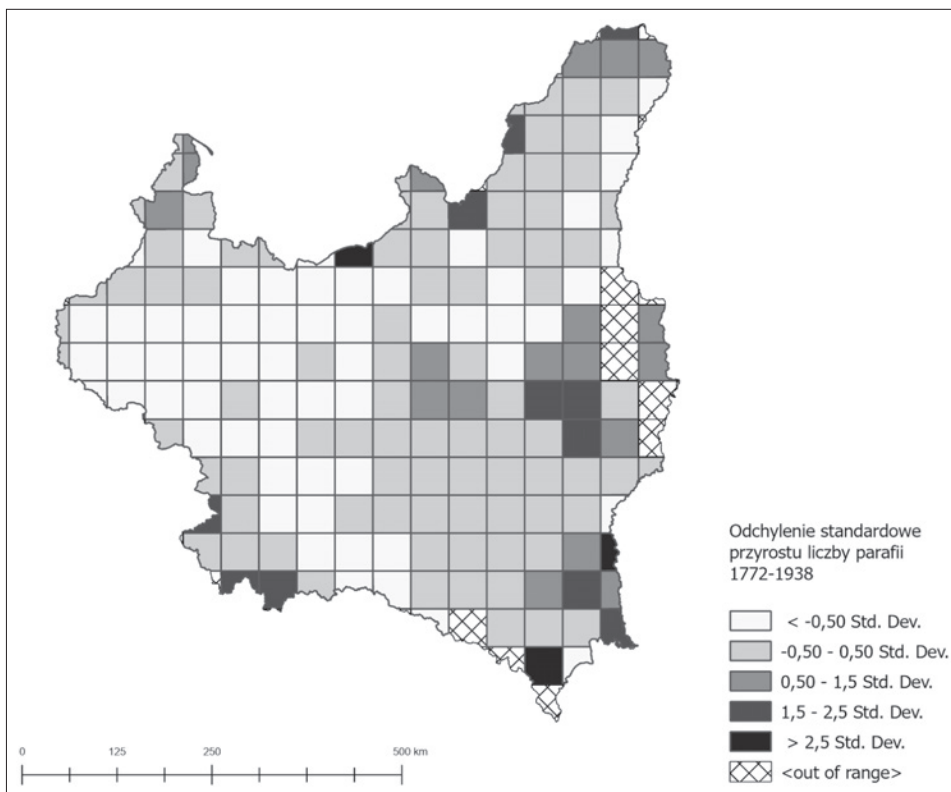 Odchylenie standardowe
przyrostu liczby parafii
1772-1938
< -0,50 Std. Dev.
-0,50 - 0,50 Std. Dev.
0,50 - 1,5 Std. Dev.
1,5 - 2,5 Std. Dev.
> 2,5 Std. Dev.
<out of range>
0 125 250 500 km